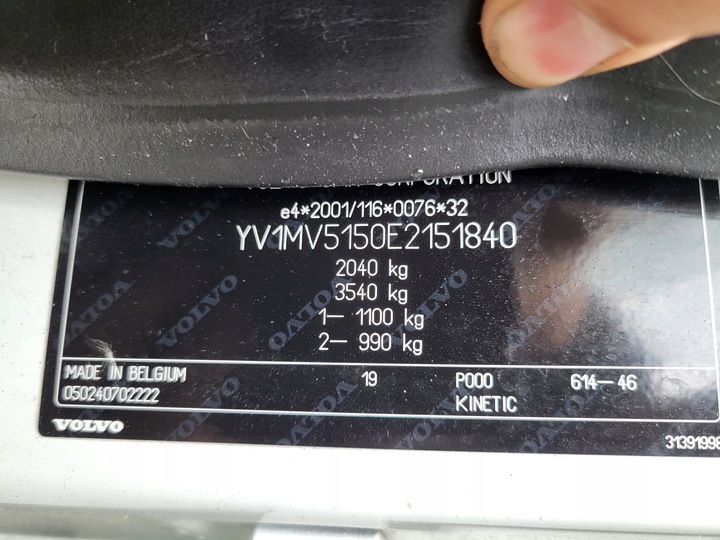 CORPORATION
e4*2001/116*0076*32
YV1MV5150E2151840
2040 kg
3540 kg
1– 1100 kg
2– 990 kg
MADE IN BELGIUM 19 P000 614–46
050240702222 KINETIC
VOLVO 31391998